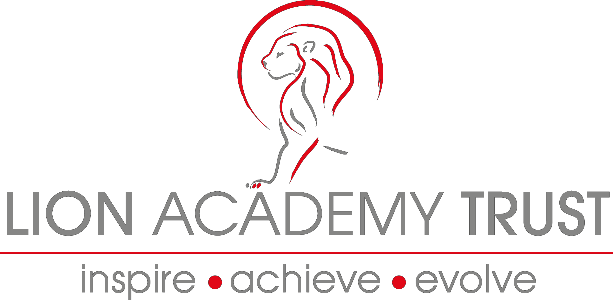 LION ACADEMY TRUST
inspire • achieve • evolve